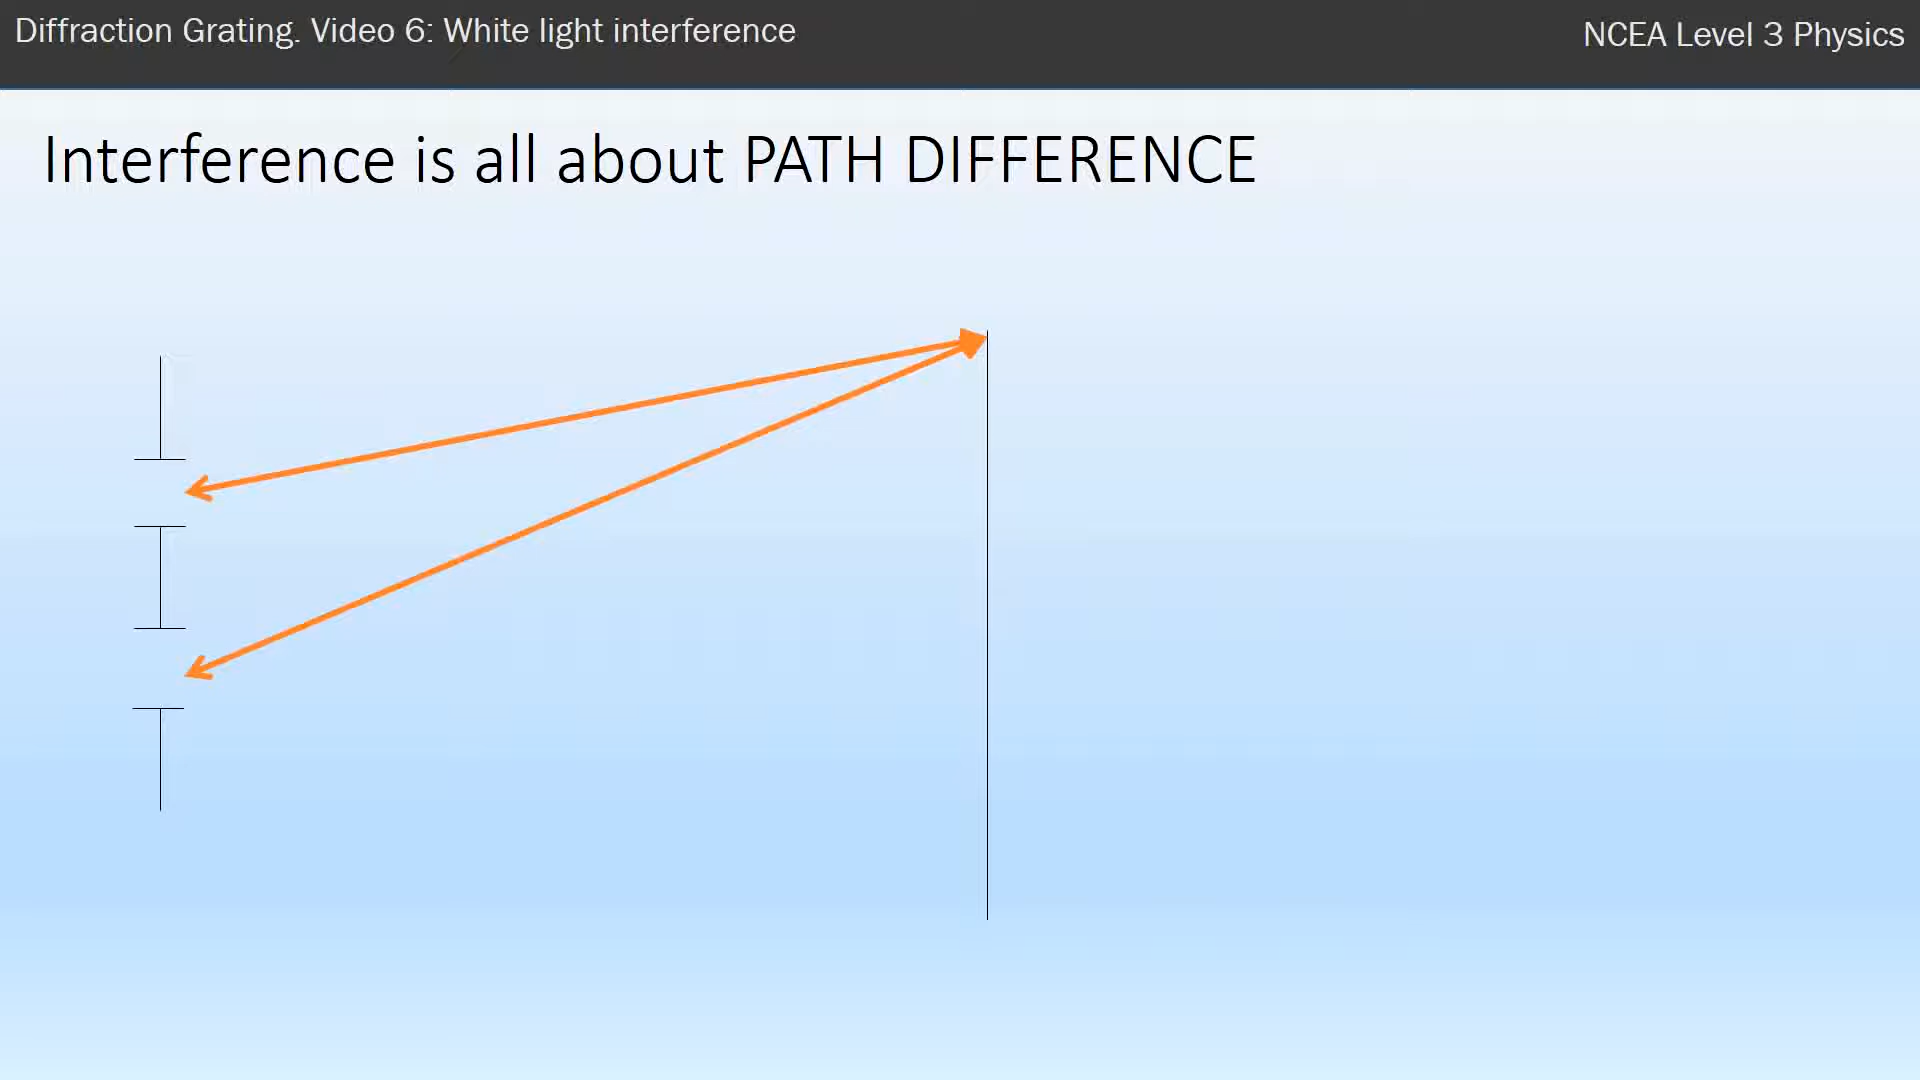 Diffraction Grating. Video 6: White light interference
NCEA Level 3 Physics
Interference is all about PATH DIFFERENCE